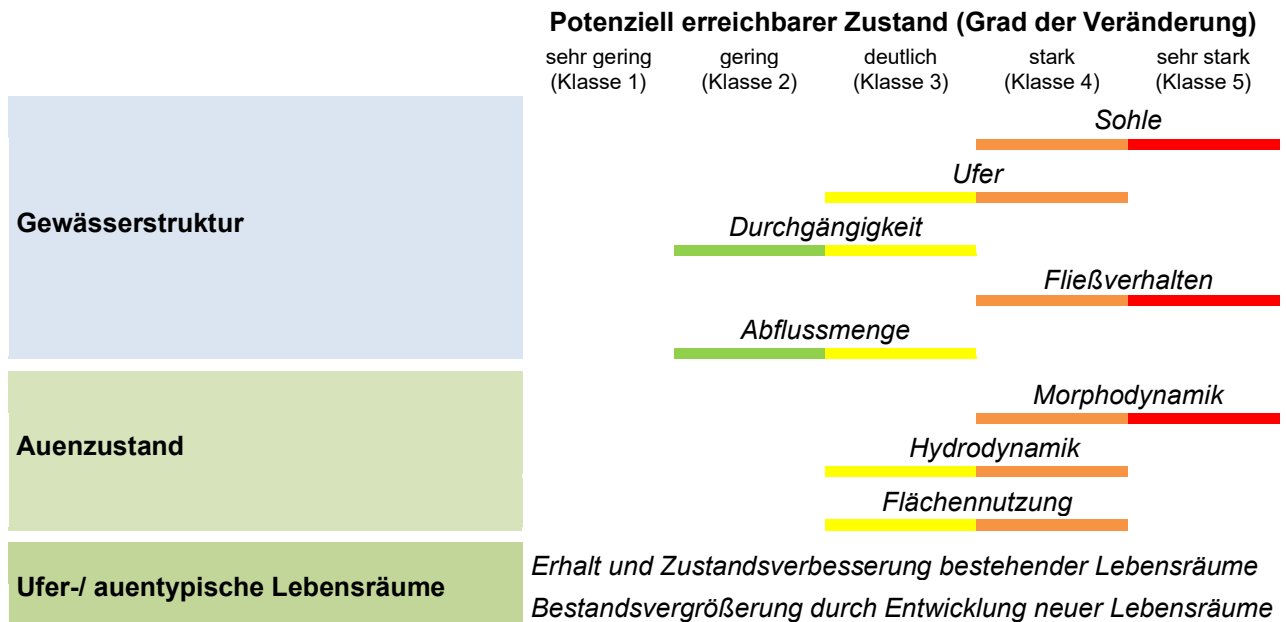 Potenziell erreichbarer Zustand (Grad der Veränderung)
sehr gering gering deutlich stark sehr stark
(Klasse 1) (Klasse 2) (Klasse 3) (Klasse 4) (Klasse 5)
Sohle
Ufer
Gewässerstruktur
Durchgängigkeit
Fließverhalten
Abflussmenge
Morphodynamik
Auenzustand
Hydrodynamik
Flächennutzung
Ufer-/ auentypische Lebensräume
Erhalt und Zustandsverbesserung bestehender Lebensräume
Bestandsvergrößerung durch Entwicklung neuer Lebensräume